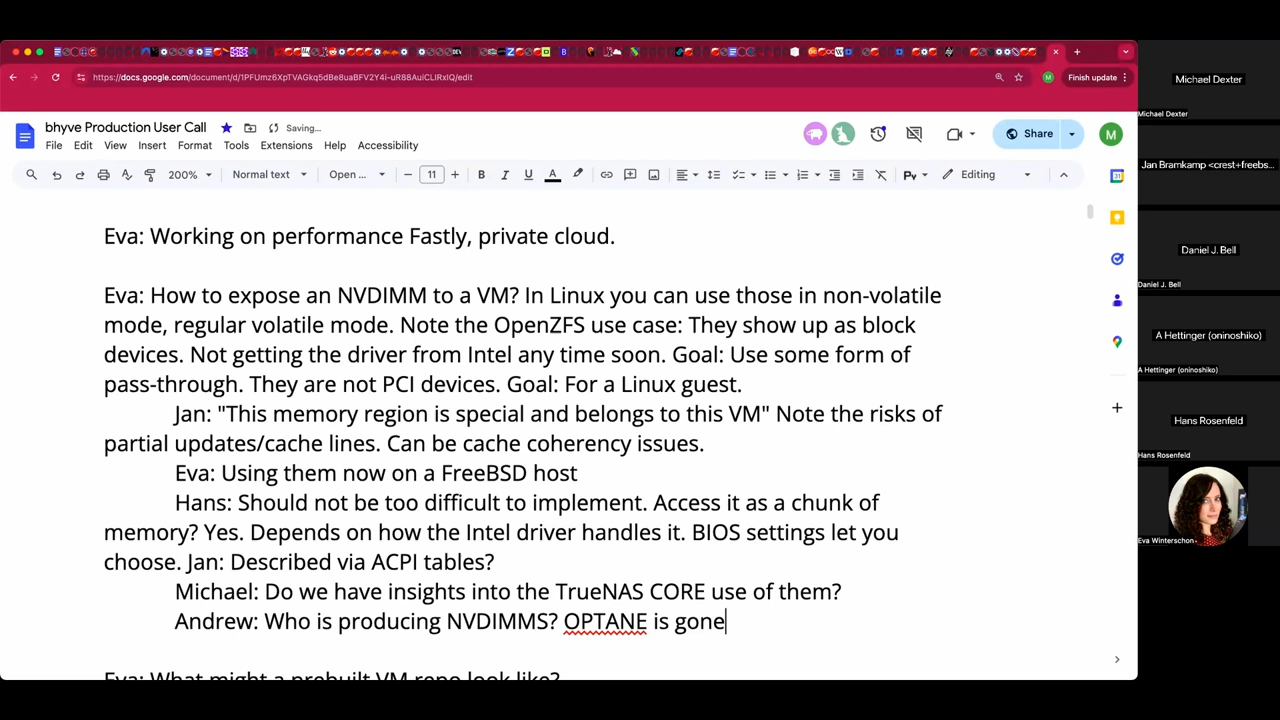 https://docs.google.com/document/d/1PFUmz6XpTVAGkq5dBe8uaBFV2Y4i-uR88AuiCLlRxIQ/edit
Finish update
bhyve Production User Call
Saving...
File Edit View Insert Format Tools Extensions Help Accessibility
Share
M
200%
Normal text
Open ...
11
Editing
Eva: Working on performance Fastly, private cloud.
Eva: How to expose an NVDIMM to a VM? In Linux you can use those in non-volatile
mode, regular volatile mode. Note the OpenZFS use case: They show up as block
devices. Not getting the driver from Intel any time soon. Goal: Use some form of
pass-through. They are not PCI devices. Goal: For a Linux guest.
Jan: "This memory region is special and belongs to this VM" Note the risks of
partial updates/cache lines. Can be cache coherency issues.
Eva: Using them now on a FreeBSD host
Hans: Should not be too difficult to implement. Access it as a chunk of
memory? Yes. Depends on how the Intel driver handles it. BIOS settings let you
choose. Jan: Described via ACPI tables?
Michael: Do we have insights into the TrueNAS CORE use of them?
Andrew: Who is producing NVDIMMS? OPTANE is gone
Eva: What might a prebuilt VM repo look like?
Michael Dexter
Michael Dexter
Jan Bramkamp <crest+freebs...
Daniel J. Bell
Daniel J. Bell
A Hettinger (oninoshiko)
A Hettinger (oninoshiko)
Hans Rosenfeld
Hans Rosenfeld
Eva Winterschon